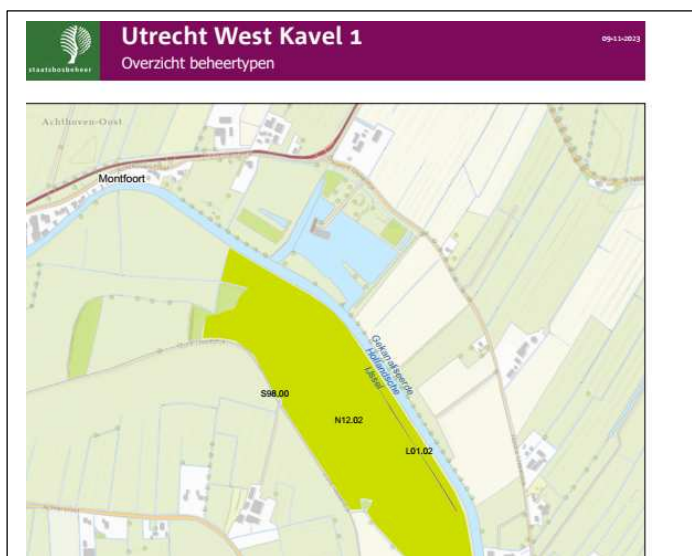 Utrecht West Kavel 1
09-11-2023
Overzicht beheertypen
staatsbosbeheer
Achthoven-Oost
Montfoort
Gekanaliseerde
Hollandsche
IJssel
S98.00
N12.02
L01.02